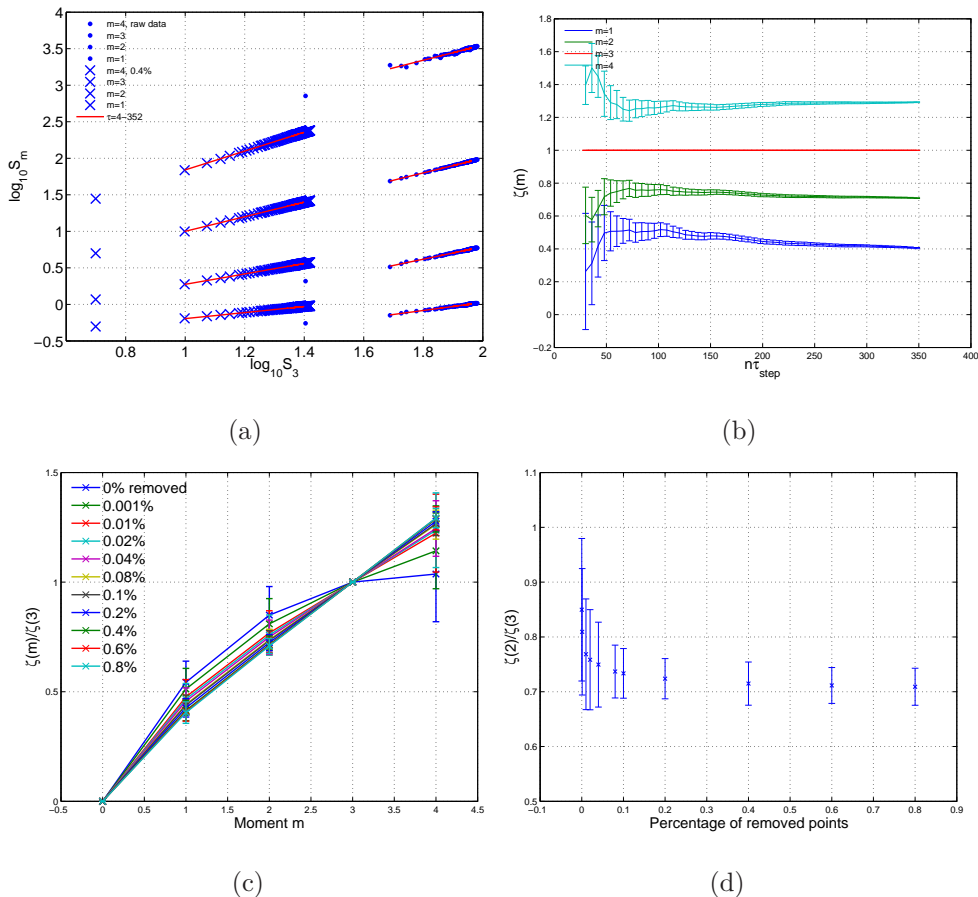 m=4, raw data
m=3
m=2
m=1
m=4, 0.4%
m=3
m=2
m=1
τ=4−352
4
3.5
3
2.5
2
1.5
1
0.5
0
−0.5
log₁₀Sₘ
0.8 1 1.2 1.4 1.6 1.8 2
log₁₀S₃
(a)
m=1
m=2
m=3
m=4
1.8
1.6
1.4
1.2
1
0.8
0.6
0.4
0.2
0
−0.2
ζ(m)
0 50 100 150 200 250 300 350 400
nτstep
(b)
0% removed
0.001%
0.01%
0.02%
0.04%
0.08%
0.1%
0.2%
0.4%
0.6%
0.8%
1.5
1
0.5
0
ζ(m)/ζ(3)
−0.5 0 0.5 1 1.5 2 2.5 3 3.5 4 4.5
Moment m
(c)
1.1
1
0.9
0.8
0.7
0.6
0.5
ζ(2)/ζ(3)
−0.1 0 0.1 0.2 0.3 0.4 0.5 0.6 0.7 0.8 0.9
Percentage of removed points
(d)